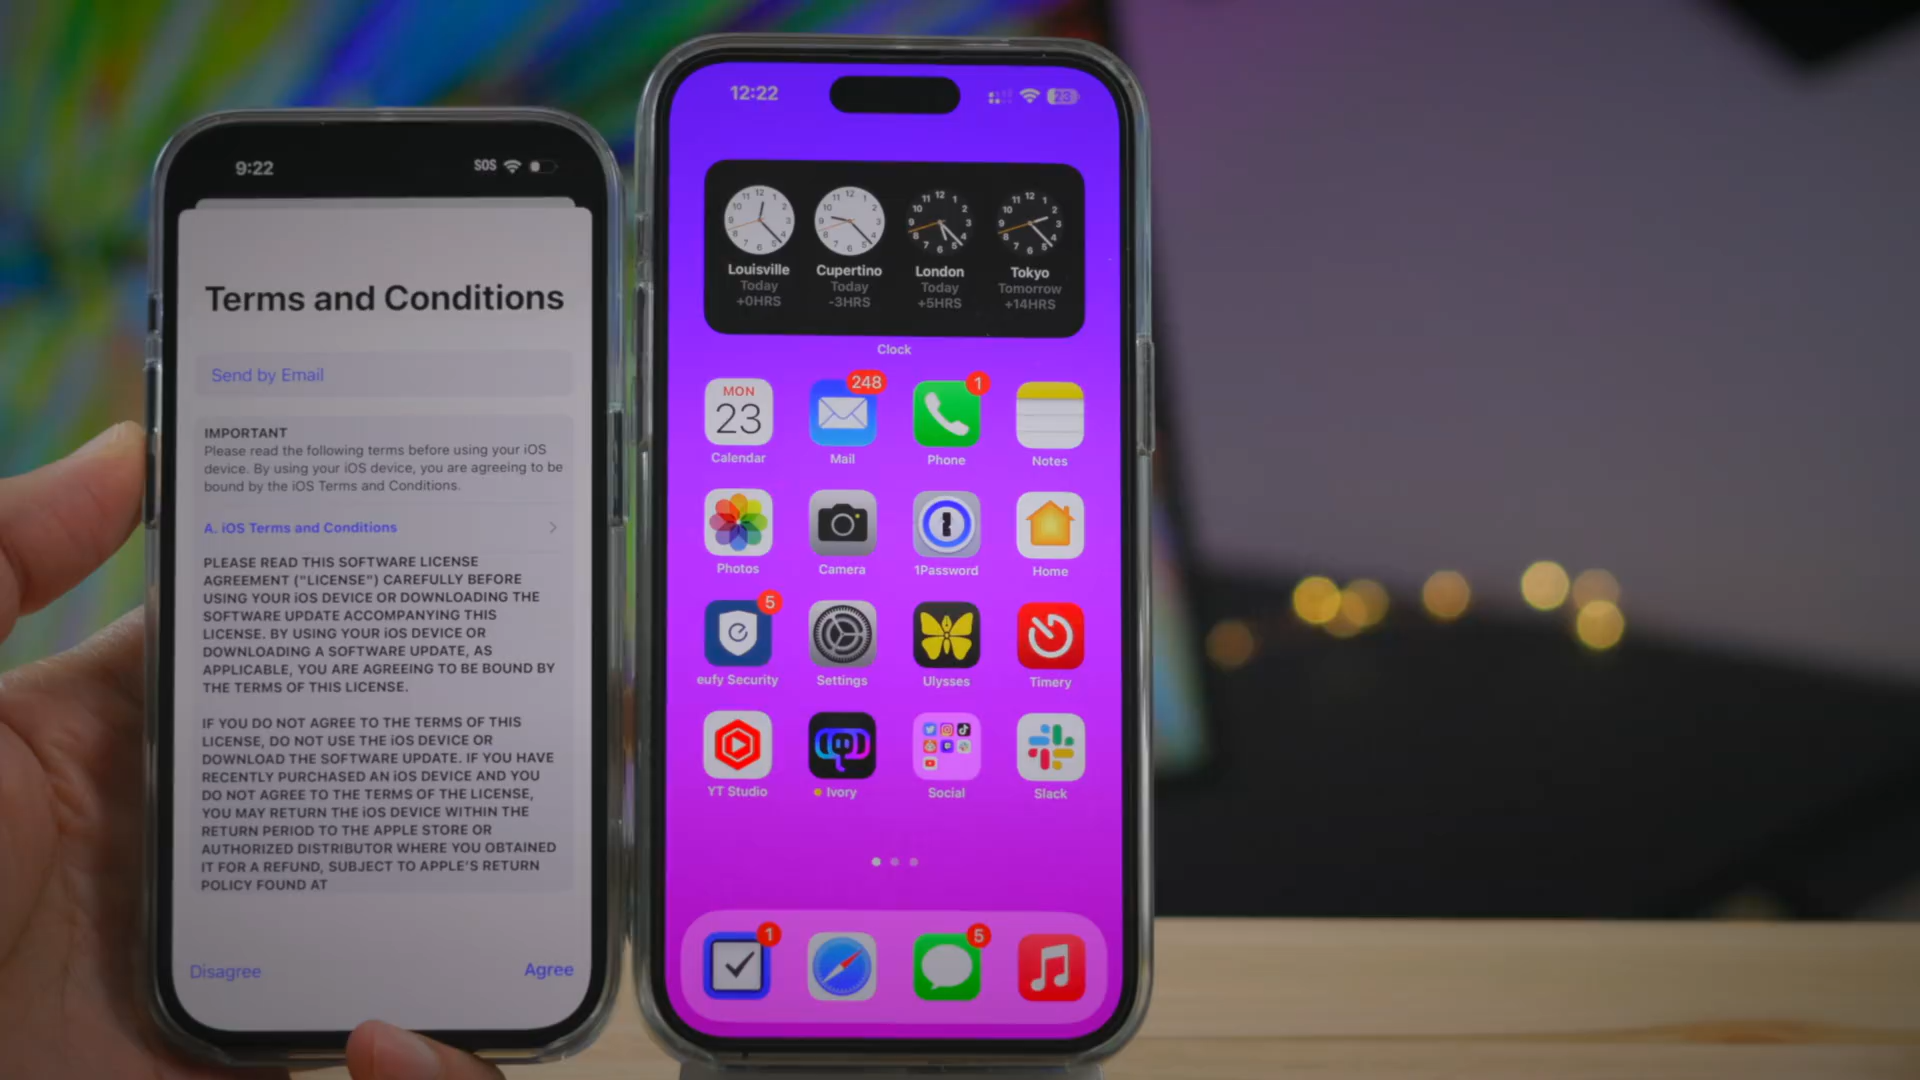 9:22
SOS
Terms and Conditions
Send by Email
IMPORTANT
Please read the following terms before using your iOS
device. By using your iOS device, you are agreeing to be
bound by the iOS Terms and Conditions.
A. iOS Terms and Conditions
PLEASE READ THIS SOFTWARE LICENSE
AGREEMENT ("LICENSE") CAREFULLY BEFORE
USING YOUR iOS DEVICE OR DOWNLOADING THE
SOFTWARE UPDATE ACCOMPANYING THIS
LICENSE. BY USING YOUR iOS DEVICE OR
DOWNLOADING A SOFTWARE UPDATE, AS
APPLICABLE, YOU ARE AGREEING TO BE BOUND BY
THE TERMS OF THIS LICENSE.
IF YOU DO NOT AGREE TO THE TERMS OF THIS
LICENSE, DO NOT USE THE iOS DEVICE OR
DOWNLOAD THE SOFTWARE UPDATE. IF YOU HAVE
RECENTLY PURCHASED AN iOS DEVICE AND YOU
DO NOT AGREE TO THE TERMS OF THE LICENSE,
YOU MAY RETURN THE iOS DEVICE WITHIN THE
RETURN PERIOD TO THE APPLE STORE OR
AUTHORIZED DISTRIBUTOR WHERE YOU OBTAINED
IT FOR A REFUND, SUBJECT TO APPLE'S RETURN
POLICY FOUND AT
Disagree Agree
12:22 23
Louisville Cupertino London Tokyo
Today Today Today Tomorrow
+0HRS -3HRS +5HRS +14HRS
Clock
MON 248 1
23
Calendar Mail Phone Notes
Photos Camera 1Password Home
5
eufy Security Settings Ulysses Timery
YT Studio Ivory Social Slack
1 5